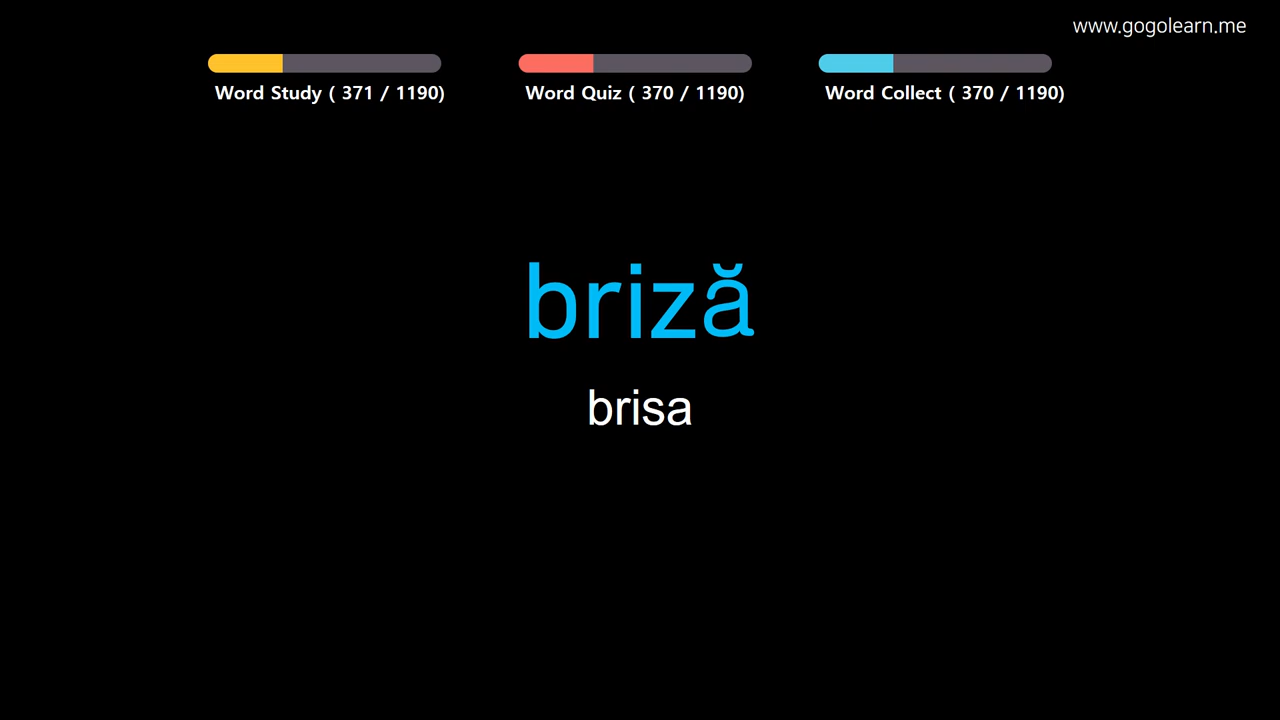 www.gogolearn.me
Word Study ( 371 / 1190)
Word Quiz ( 370 / 1190)
Word Collect ( 370 / 1190)
briză
brisa